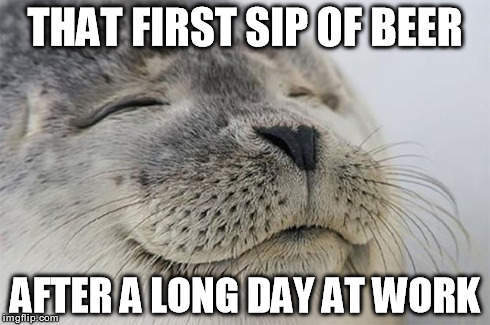 THAT FIRST SIP OF BEER
AFTER A LONG DAY AT WORK
imgflip.com